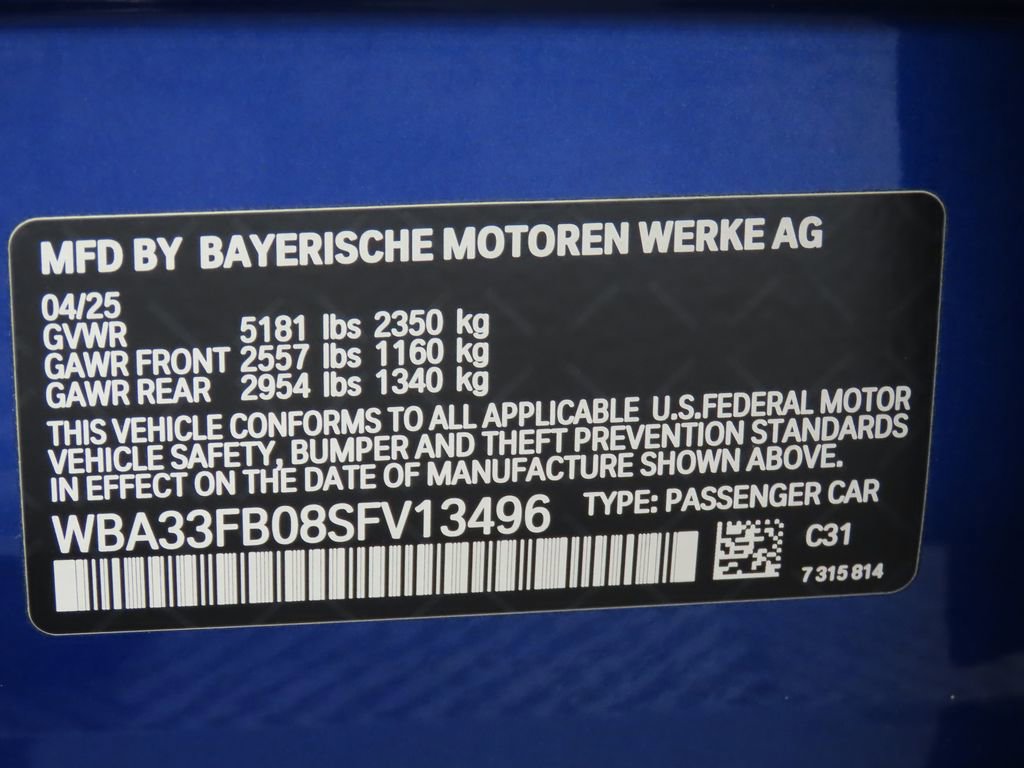 MFD BY BAYERISCHE MOTOREN WERKE AG
04/25
GVWR 5181 lbs 2350 kg
GAWR FRONT 2557 lbs 1160 kg
GAWR REAR 2954 lbs 1340 kg
THIS VEHICLE CONFORMS TO ALL APPLICABLE U.S.FEDERAL MOTOR
VEHICLE SAFETY, BUMPER AND THEFT PREVENTION STANDARDS
IN EFFECT ON THE DATE OF MANUFACTURE SHOWN ABOVE.
WBA33FB08SFV13496 TYPE: PASSENGER CAR
C31
7 315 814